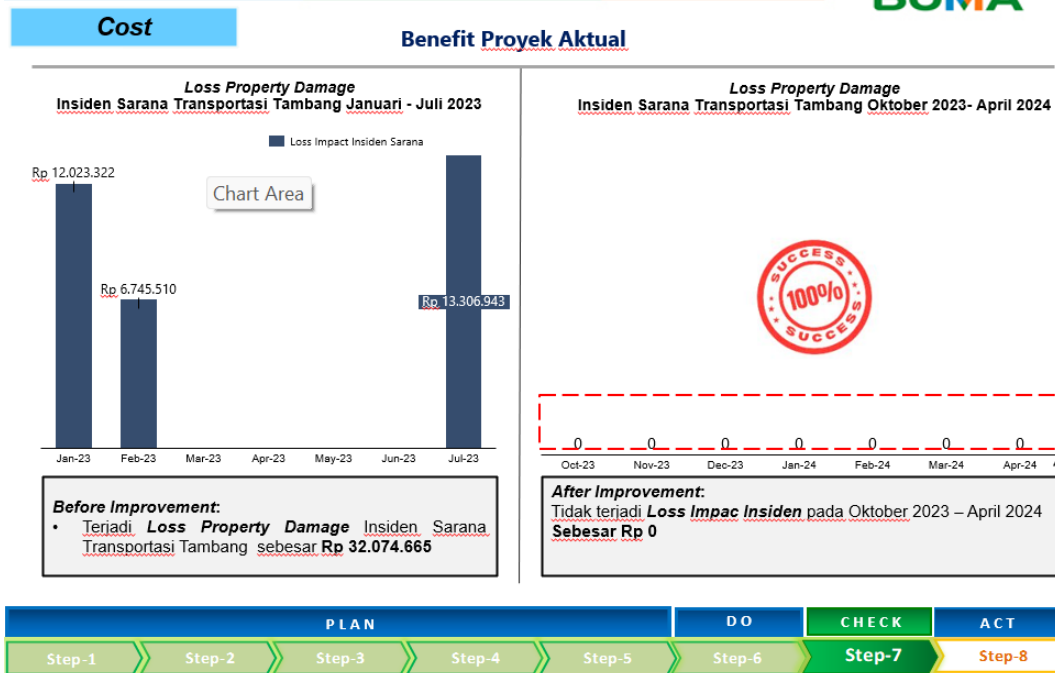 BUMA
Cost
Benefit Proyek Aktual
Loss Property Damage
Insiden Sarana Transportasi Tambang Januari - Juli 2023
Loss Impact Insiden Sarana
Rp 12.023.322
Chart Area
Rp 6.745.510
Rp 13.306.943
Jan-23 Feb-23 Mar-23 Apr-23 May-23 Jun-23 Jul-23
Before Improvement:
• Terjadi Loss Property Damage Insiden Sarana
Transportasi Tambang sebesar Rp 32.074.665
Loss Property Damage
Insiden Sarana Transportasi Tambang Oktober 2023- April 2024
SUCCESS
100%
SUCCESS
0 0 0 0 0 0 0
Oct-23 Nov-23 Dec-23 Jan-24 Feb-24 Mar-24 Apr-24
After Improvement:
Tidak terjadi Loss Impac Insiden pada Oktober 2023 – April 2024
Sebesar Rp 0
PLAN DO CHECK ACT
Step-1 Step-2 Step-3 Step-4 Step-5 Step-6 Step-7 Step-8